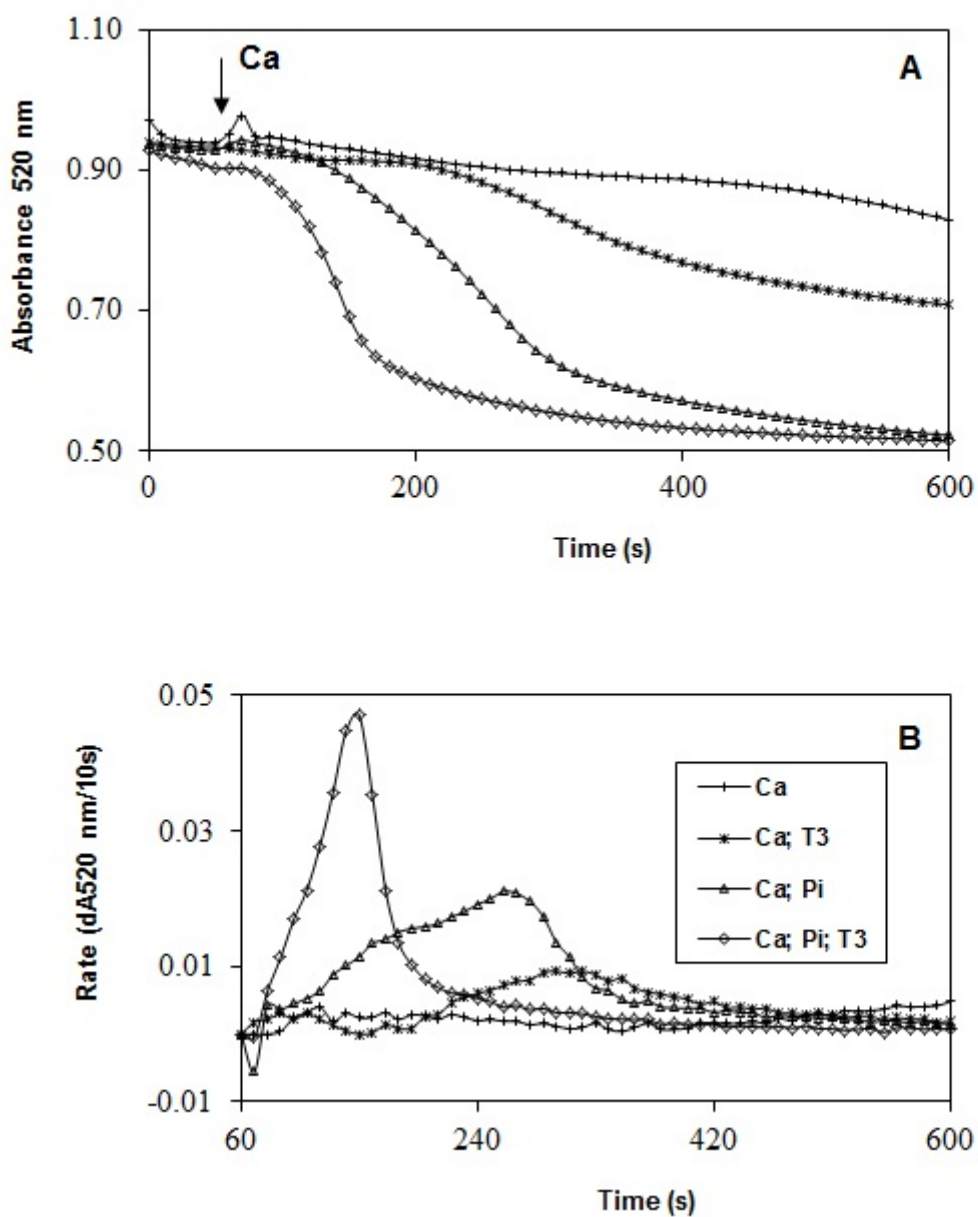 1.10
Ca
A
0.90
0.70
0.50
0
200
400
600
Absorbance 520 nm
Time (s)
0.05
B
0.03
0.01
-0.01
60
240
420
600
Rate (dA520 nm/10s)
Ca
Ca; T3
Ca; Pi
Ca; Pi; T3
Time (s)